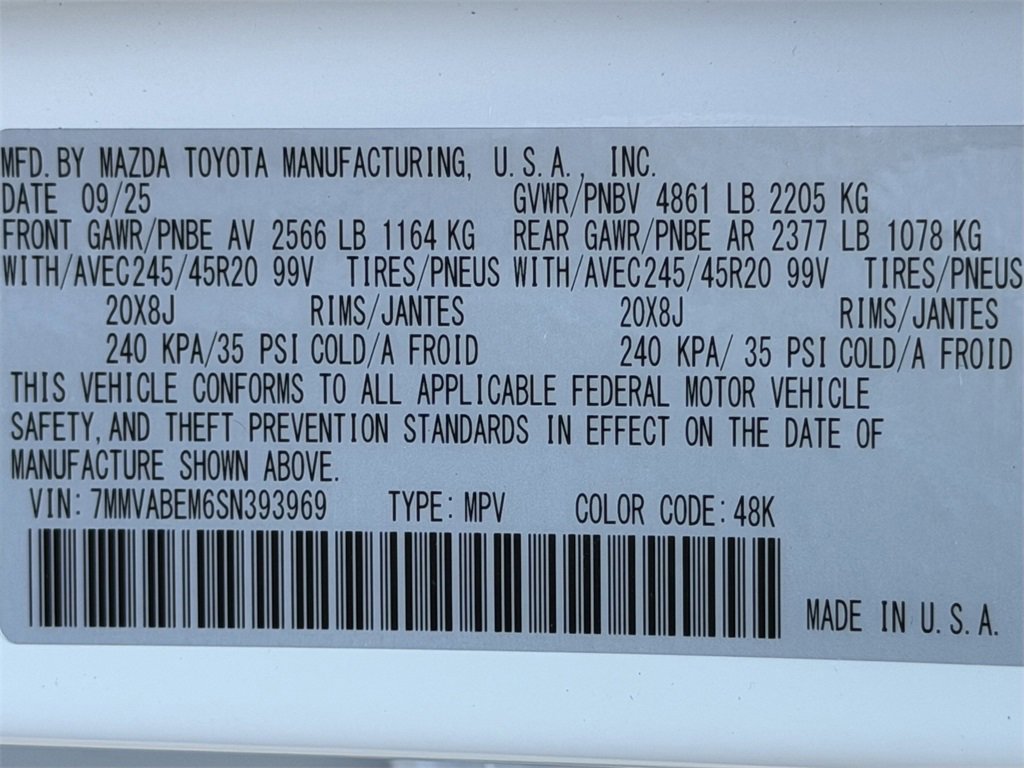 MFD. BY MAZDA TOYOTA MANUFACTURING, U.S.A., INC.
DATE 09/25 GVWR/PNBV 4861 LB 2205 KG
FRONT GAWR/PNBE AV 2566 LB 1164 KG REAR GAWR/PNBE AR 2377 LB 1078 KG
WITH/AVEC245/45R20 99V TIRES/PNEUS WITH/AVEC245/45R20 99V TIRES/PNEUS
20X8J RIMS/JANTES 20X8J RIMS/JANTES
240 KPA/35 PSI COLD/A FROID 240 KPA/ 35 PSI COLD/A FROID
THIS VEHICLE CONFORMS TO ALL APPLICABLE FEDERAL MOTOR VEHICLE
SAFETY, AND THEFT PREVENTION STANDARDS IN EFFECT ON THE DATE OF
MANUFACTURE SHOWN ABOVE.
VIN: 7MMVABEM6SN393969 TYPE: MPV COLOR CODE: 48K
MADE IN U.S.A.